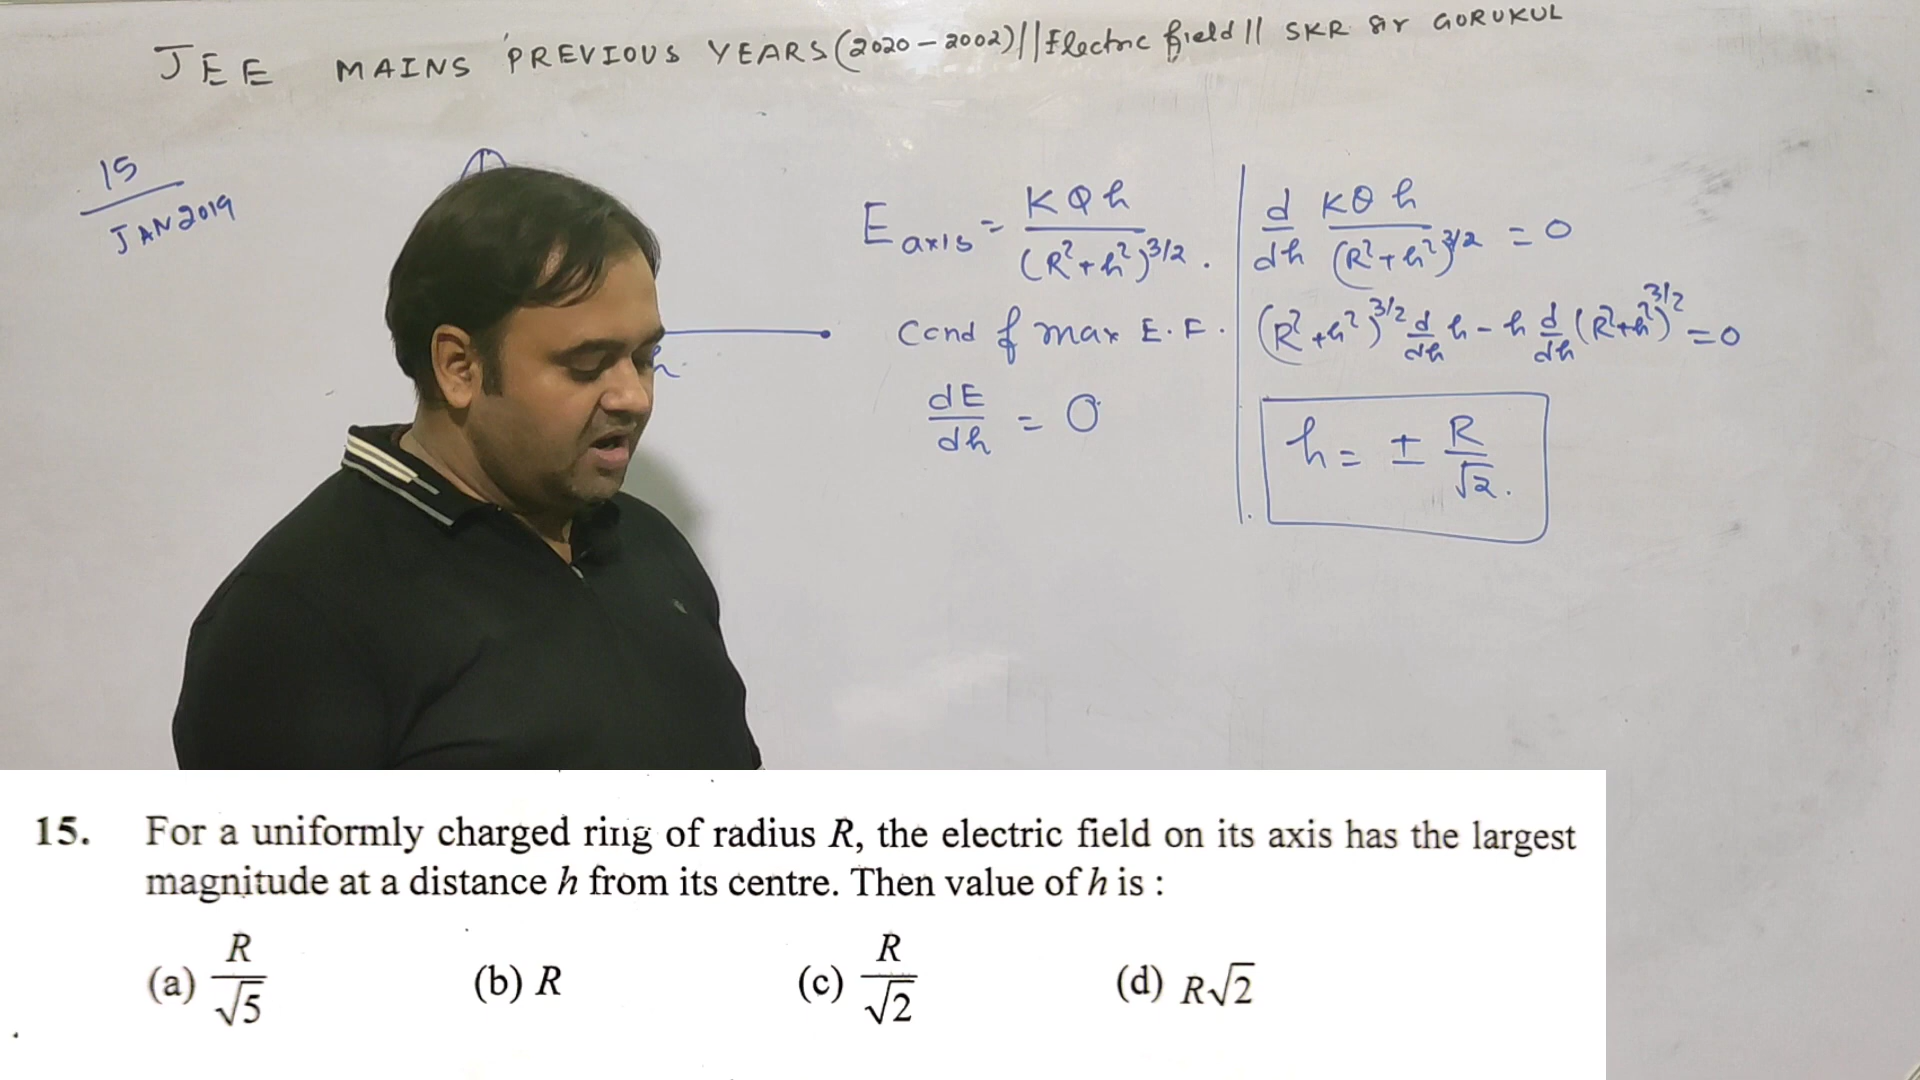 JEE MAINS PREVIOUS YEARS(2020-2002)||Electric field|| SKR Sir GORUKUL
15
JAN2019
E axis = KQh / (R²+h²)^3/2 .
Cond f max E.F.
dE/dh = 0
h
d/dh KQh / (R²+h²)^3/2 = 0
(R²+h²)^3/2 d/dh h - h d/dh (R²+h²)^3/2 = 0
h = ± R/√2.
15. For a uniformly charged ring of radius R, the electric field on its axis has the largest
magnitude at a distance h from its centre. Then value of h is :
(a) R/√5 (b) R (c) R/√2 (d) R√2